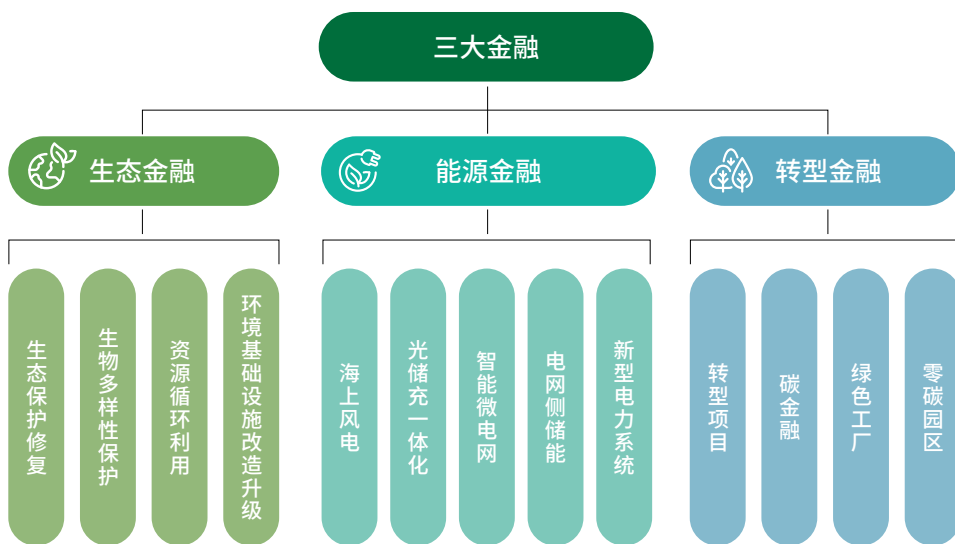 三大金融
生态金融
能源金融
转型金融
生态保护修复
生物多样性保护
资源循环利用
环境基础设施改造升级
海上风电
光储充一体化
智能微电网
电网侧储能
新型电力系统
转型项目
碳金融
绿色工厂
零碳园区